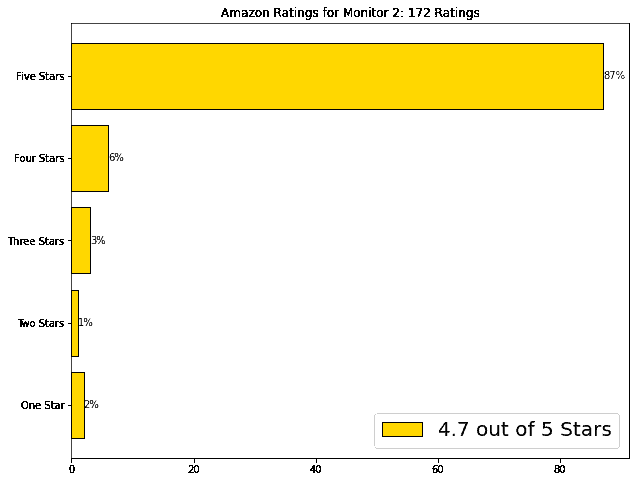 Amazon Ratings for Monitor 2: 172 Ratings
Five Stars
87%
Four Stars
6%
Three Stars
3%
Two Stars
1%
One Star
2%
4.7 out of 5 Stars
0
20
40
60
80